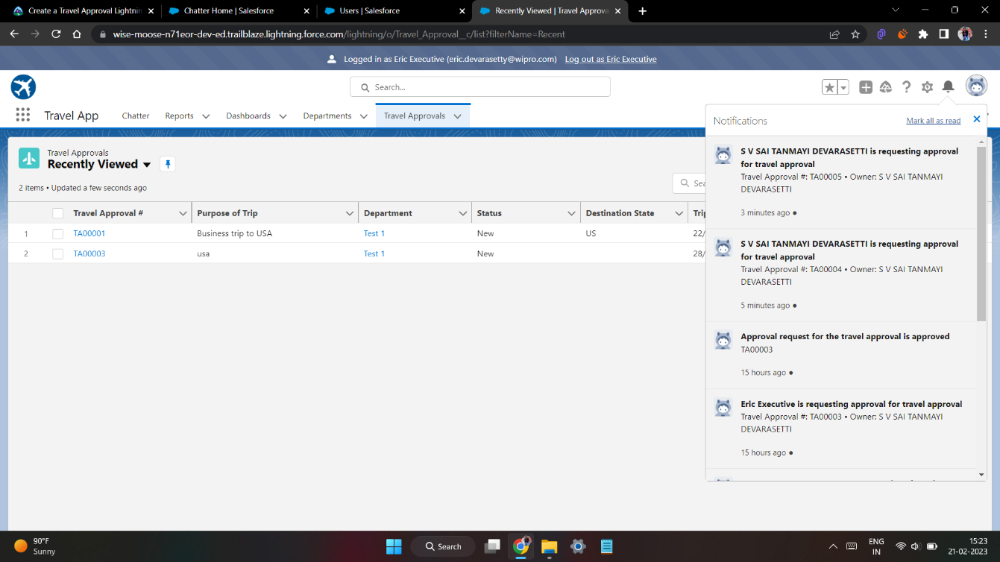 Create a Travel Approval Lightnin
Chatter Home | Salesforce
Users | Salesforce
Recently Viewed | Travel Approva
wise-moose-n71eor-dev-ed.trailblaze.lightning.force.com/lightning/o/Travel_Approval__c/list?filterName=Recent
Logged in as Eric Executive (eric.devarasetty@wipro.com) Log out as Eric Executive
Search...
Travel App
Chatter
Reports
Dashboards
Departments
Travel Approvals
Travel Approvals
Recently Viewed
2 items • Updated a few seconds ago
Sea
Travel Approval # Purpose of Trip Department Status Destination State Trip
1 TA00001 Business trip to USA Test 1 New US 22/
2 TA00003 usa Test 1 New 28/
Notifications
Mark all as read
S V SAI TANMAYI DEVARASETTI is requesting approval
for travel approval
Travel Approval #: TA00005 • Owner: S V SAI TANMAYI
DEVARASETTI
3 minutes ago •
S V SAI TANMAYI DEVARASETTI is requesting approval
for travel approval
Travel Approval #: TA00004 • Owner: S V SAI TANMAYI
DEVARASETTI
5 minutes ago •
Approval request for the travel approval is approved
TA00003
15 hours ago •
Eric Executive is requesting approval for travel approval
Travel Approval #: TA00003 • Owner: S V SAI TANMAYI
DEVARASETTI
15 hours ago •
90°F
Sunny
Search
ENG
IN
15:23
21-02-2023